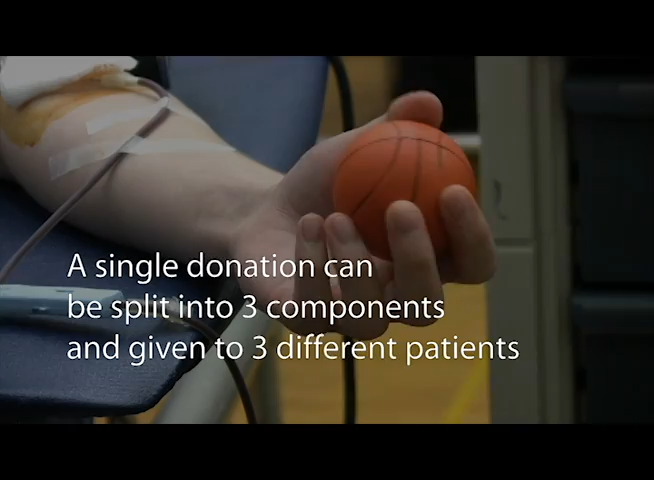 A single donation can
be split into 3 components
and given to 3 different patients